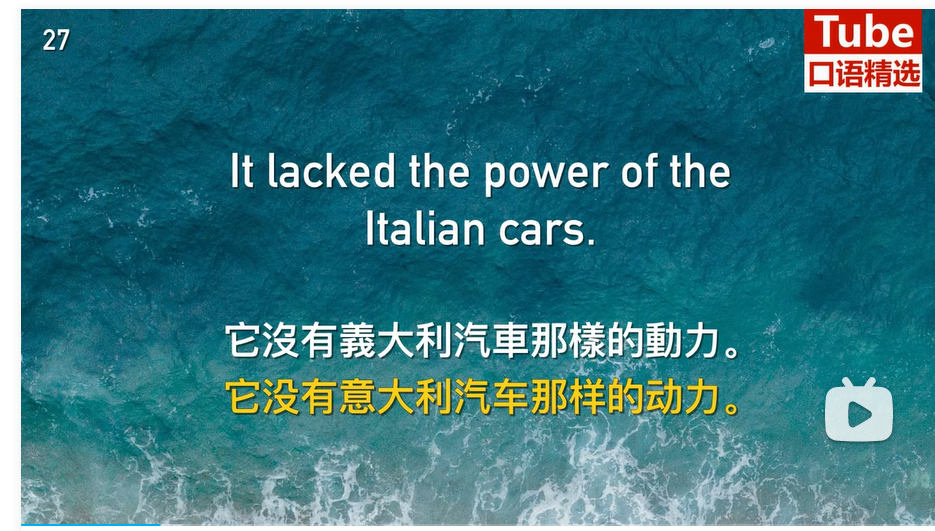 27
Tube
口语精选
It lacked the power of the
Italian cars.
它沒有義大利汽車那樣的動力。
它没有意大利汽车那样的动力。